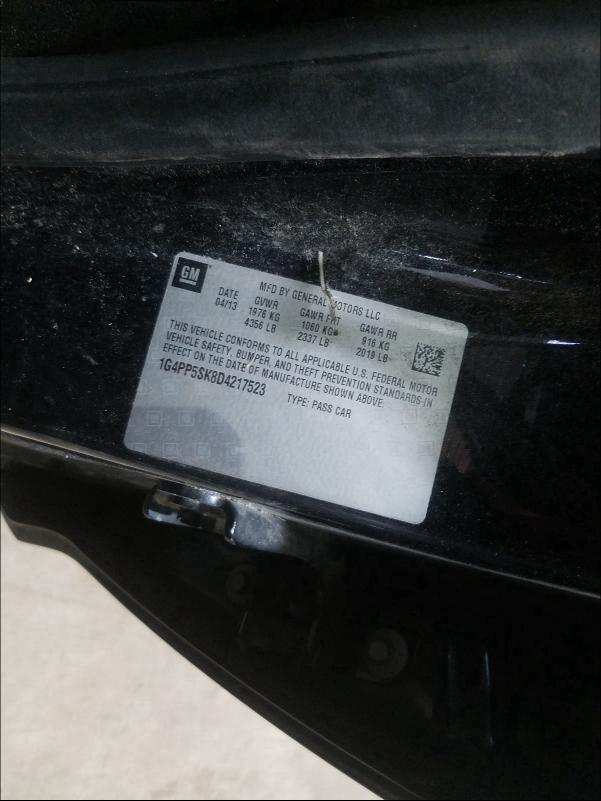 GM
MFD BY GENERAL MOTORS LLC
DATE GVWR GAWR FRT GAWR RR
04/13 1976 KG 1060 KG 916 KG
4356 LB 2337 LB 2019 LB
THIS VEHICLE CONFORMS TO ALL APPLICABLE U.S. FEDERAL MOTOR
VEHICLE SAFETY, BUMPER, AND THEFT PREVENTION STANDARDS IN
EFFECT ON THE DATE OF MANUFACTURE SHOWN ABOVE.
1G4PP5SK8D4217523 TYPE: PASS CAR